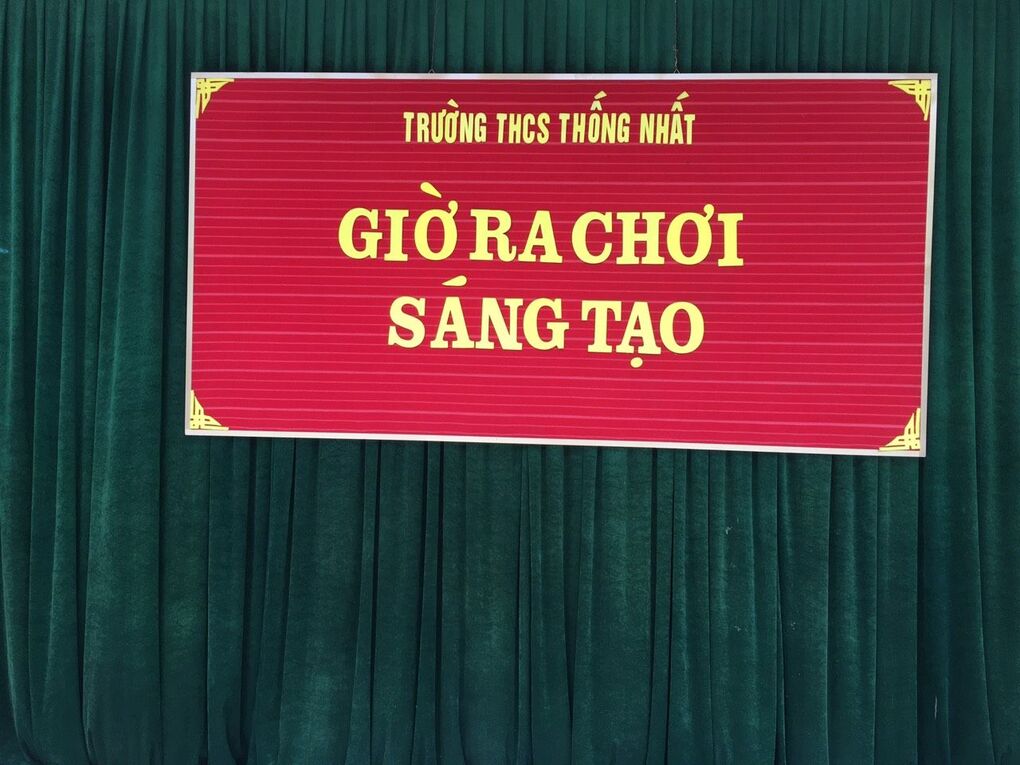 TRƯỜNG THCS THỐNG NHẤT
GIỜ RA CHƠI
SÁNG TẠO